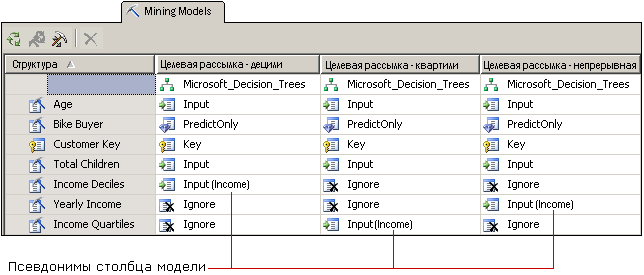 Mining Models
Структура Целевая рассылка - децили Целевая рассылка - квартили Целевая рассылка - непрерывная
Microsoft_Decision_Trees Microsoft_Decision_Trees Microsoft_Decision_Trees
Age Input Input Input
Bike Buyer PredictOnly PredictOnly PredictOnly
Customer Key Key Key Key
Total Children Input Input Input
Income Deciles Input(Income) Ignore Ignore
Yearly Income Ignore Ignore Input(Income)
Income Quartiles Ignore Input(Income) Ignore
Псевдонимы столбца модели